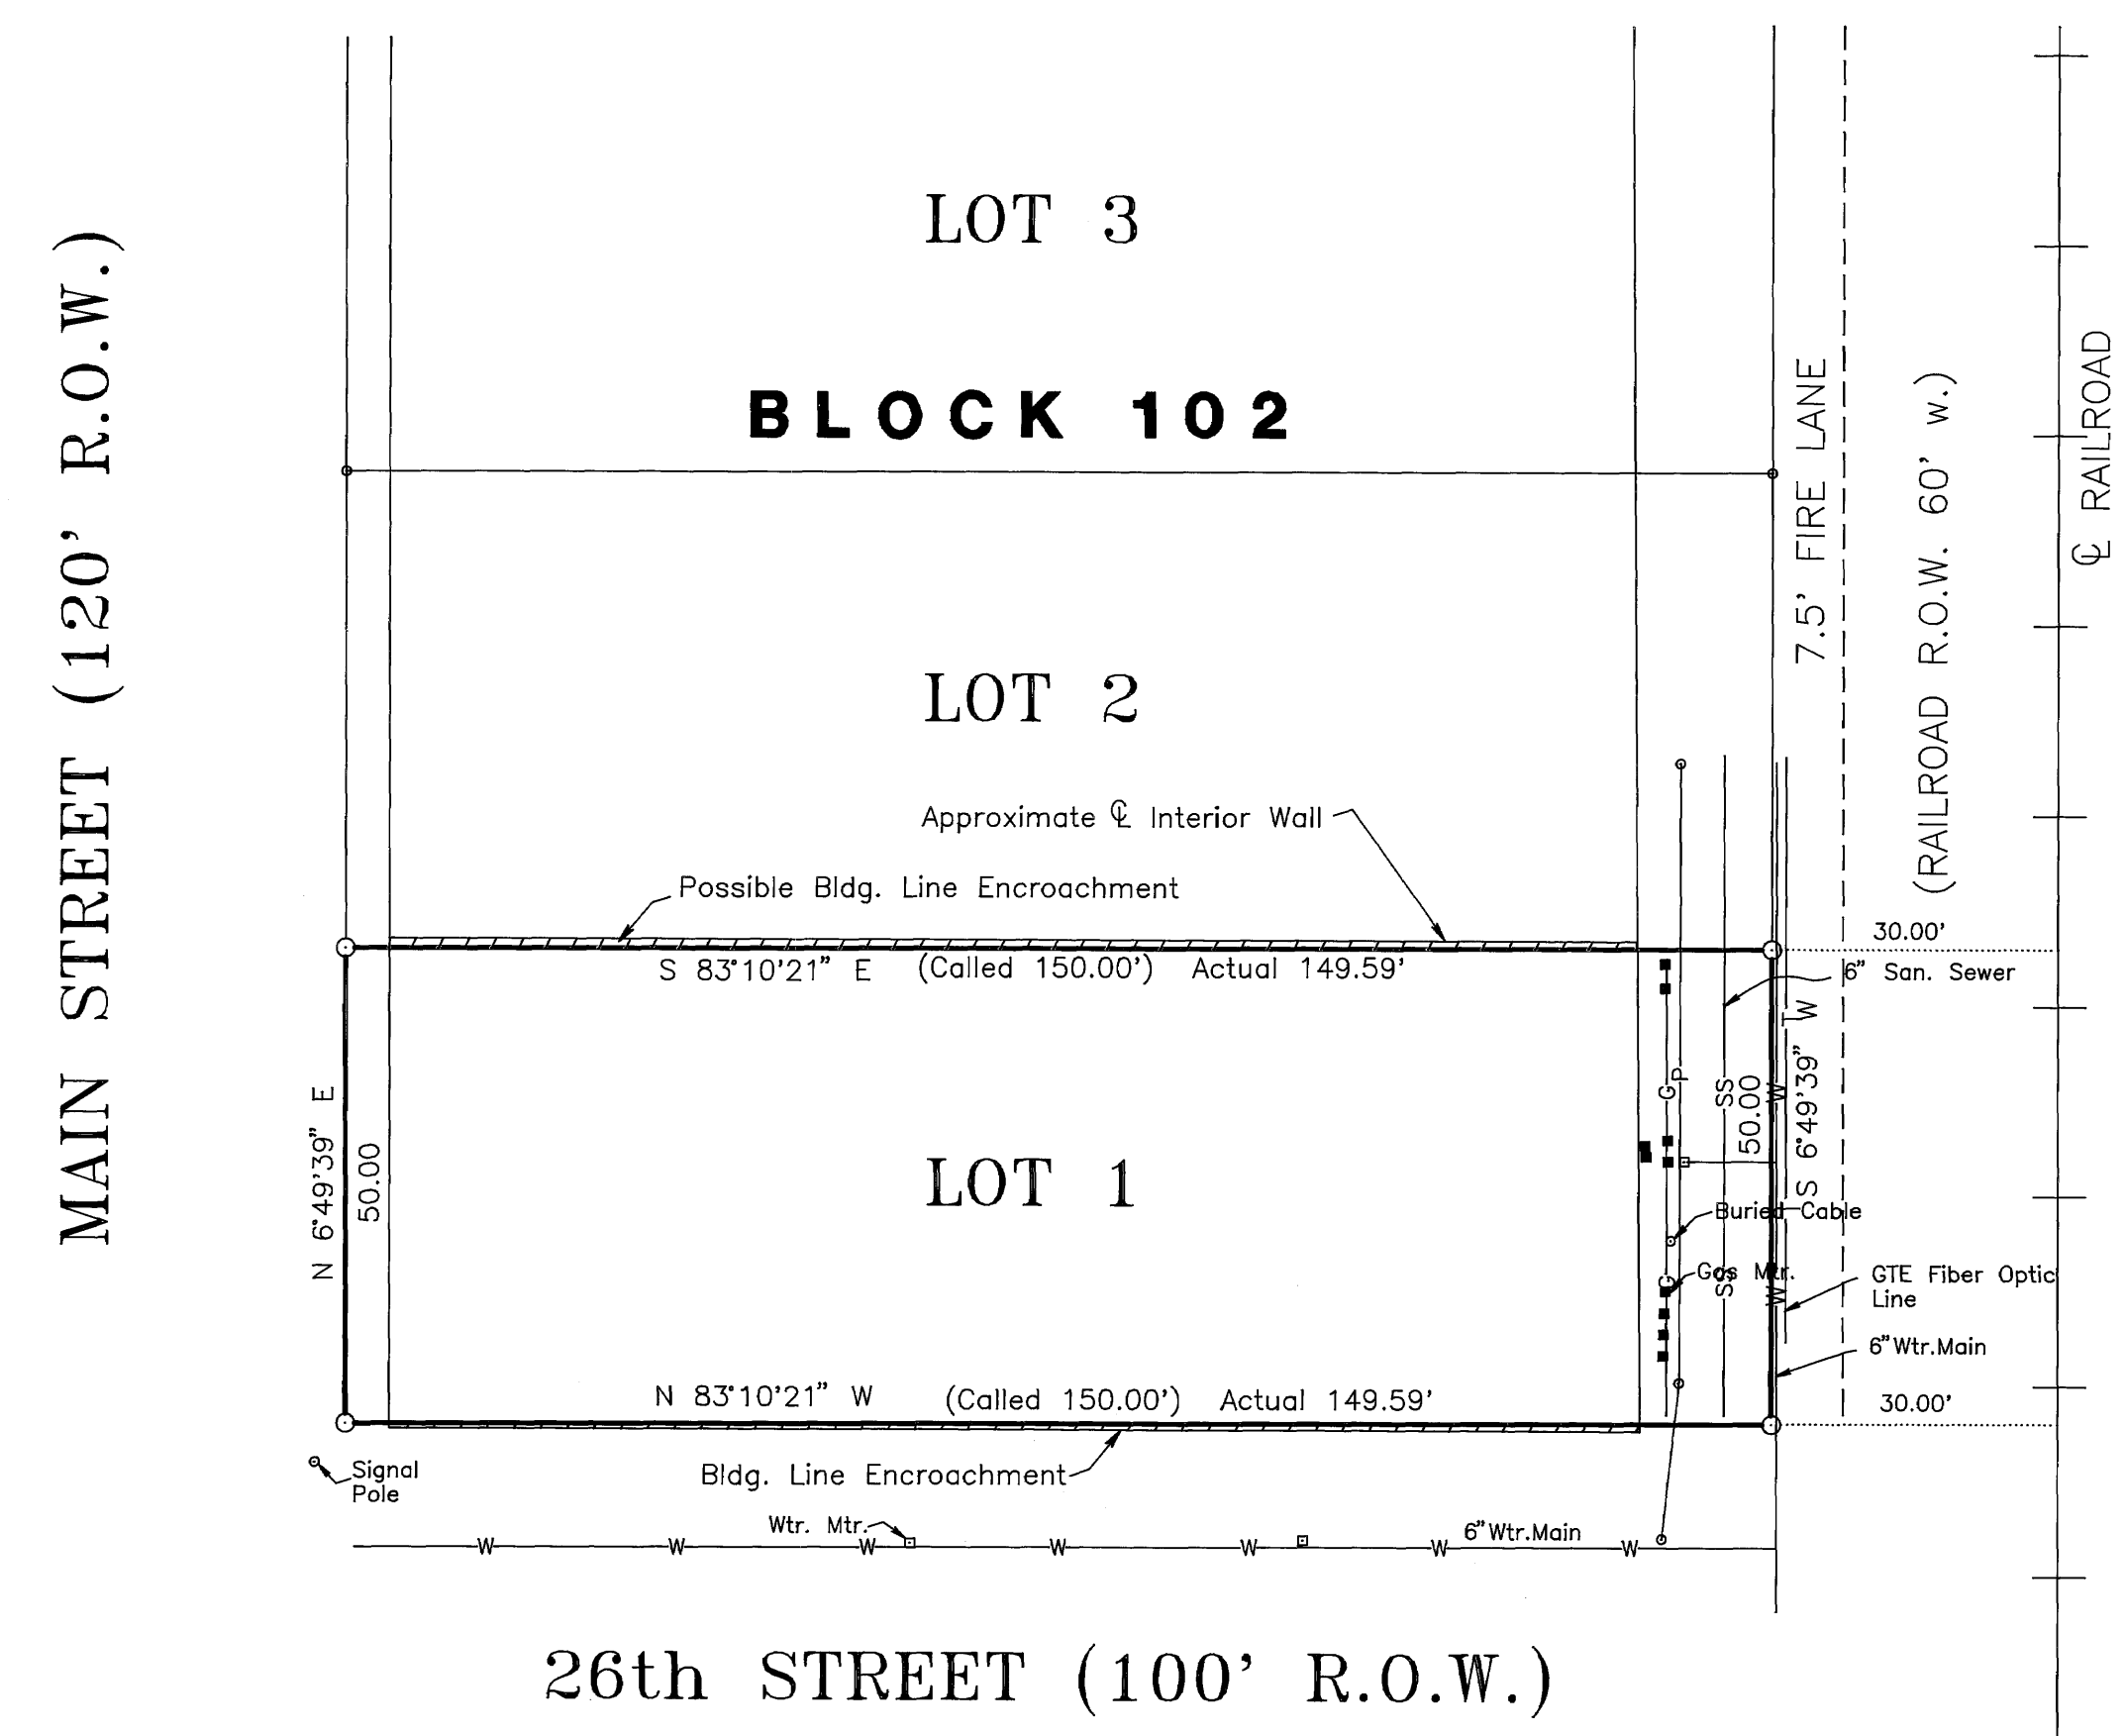 MAIN STREET (120' R.O.W.)
LOT 3
BLOCK 102
7.5' FIRE LANE
(RAILROAD R.O.W. 60' w.)
℄ RAILROAD
LOT 2
Approximate ℄ Interior Wall
Possible Bldg. Line Encroachment
30.00'
S 83°10'21" E (Called 150.00') Actual 149.59'
6" San. Sewer
N 6°49'39" E
50.00
LOT 1
G
P
SS
50.00
W
T
S 6°49'39" W
Buried Cable
G
Gas Mtr.
SS
W
GTE Fiber Optic
Line
6" Wtr.Main
N 83°10'21" W (Called 150.00') Actual 149.59'
30.00'
Signal
Pole
Bldg. Line Encroachment
Wtr. Mtr.
6" Wtr.Main
W W W W W W W
26th STREET (100' R.O.W.)